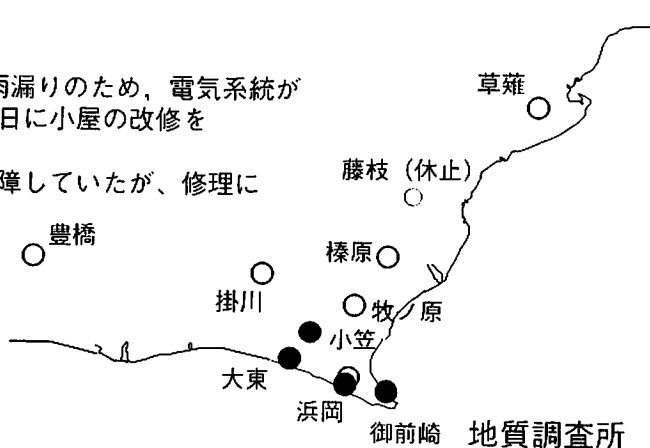 雨漏りのため，電気系統が
日に小屋の改修を
障していたが、修理に
草薙
藤枝（休止）
豊橋
榛原
掛川
牧ノ原
小笠
大東
浜岡
御前崎
地質調査所